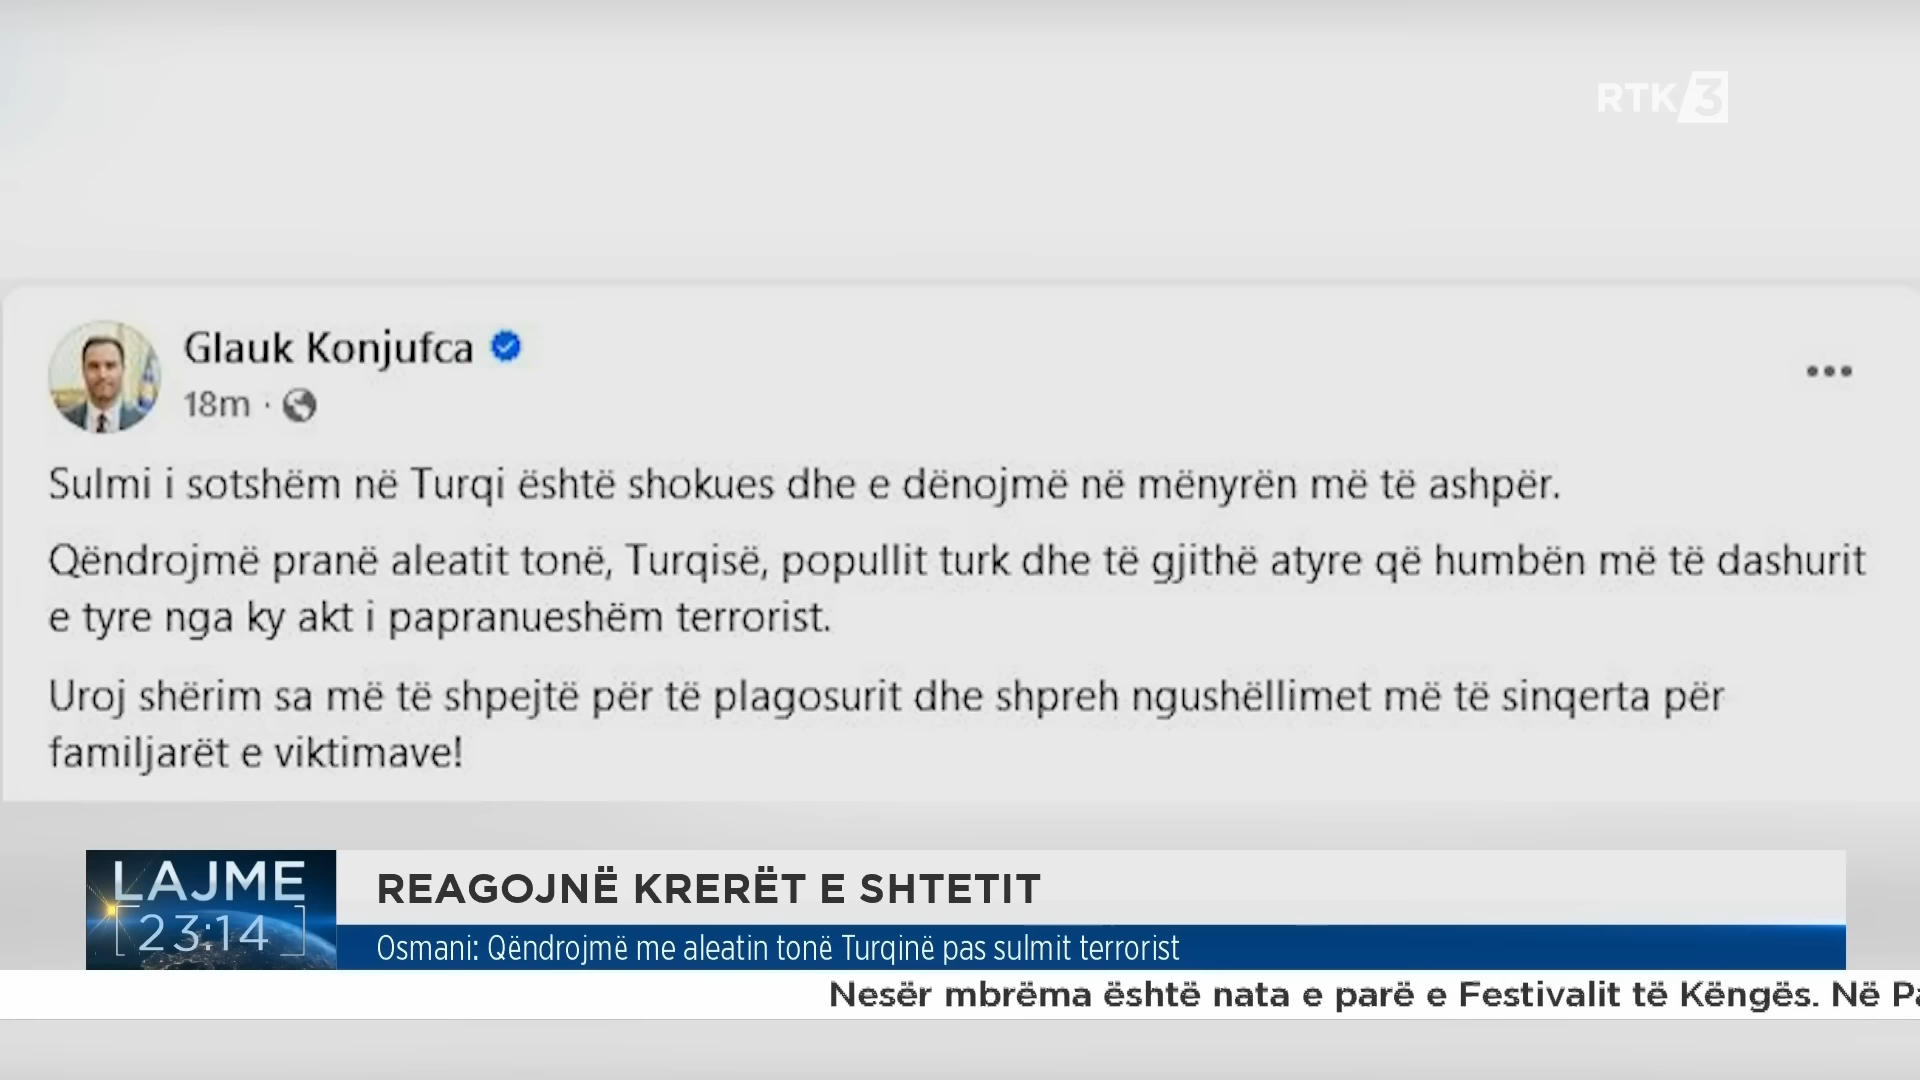 RTK 3
Glauk Konjufca
18m ·
Sulmi i sotshëm në Turqi është shokues dhe e dënojmë në mënyrën më të ashpër.
Qëndrojmë pranë aleatit tonë, Turqisë, popullit turk dhe të gjithë atyre që humbën më të dashurit
e tyre nga ky akt i papranueshëm terrorist.
Uroj shërim sa më të shpejtë për të plagosurit dhe shpreh ngushëllimet më të sinqerta për
familjarët e viktimave!
LAJME
23:14
REAGOJNË KRERËT E SHTETIT
Osmani: Qëndrojmë me aleatin tonë Turqinë pas sulmit terrorist
Nesër mbrëma është nata e parë e Festivalit të Këngës. Në